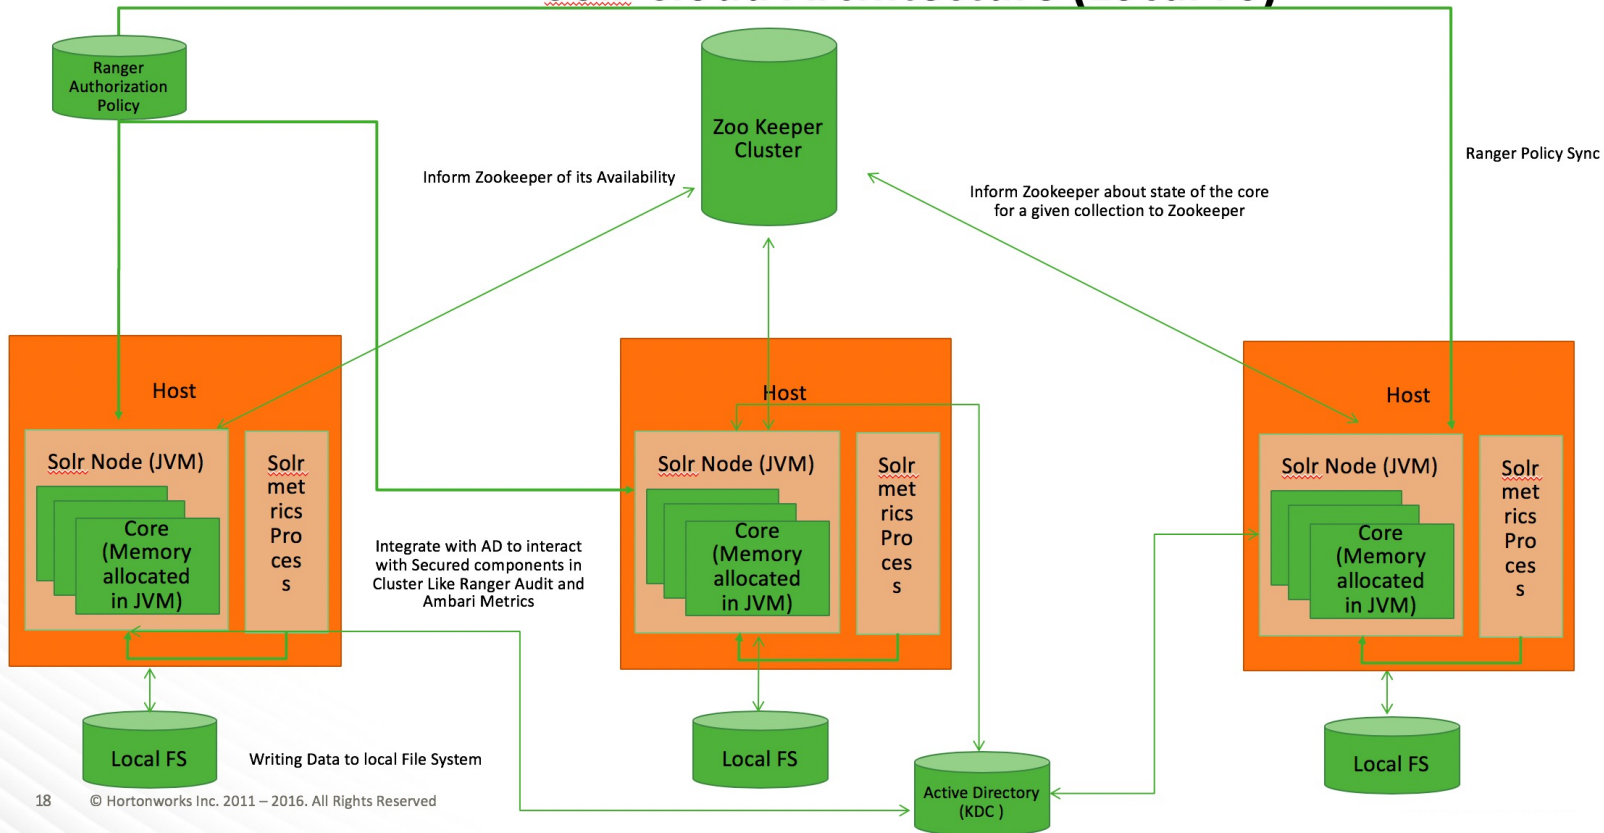 Solr Cloud Architecture (Local FS)
Ranger
Authorization
Policy
Zoo Keeper
Cluster
Ranger Policy Sync
Inform Zookeeper of its Availability
Inform Zookeeper about state of the core
for a given collection to Zookeeper
Host
Solr Node (JVM)
Core
(Memory
allocated
in JVM)
Solr
met
rics
Pro
ces
s
Host
Solr Node (JVM)
Core
(Memory
allocated
in JVM)
Solr
met
rics
Pro
ces
s
Host
Solr Node (JVM)
Core
(Memory
allocated
in JVM)
Solr
met
rics
Pro
ces
s
Integrate with AD to interact
with Secured components in
Cluster Like Ranger Audit and
Ambari Metrics
Local FS
Writing Data to local File System
Local FS
Active Directory
(KDC )
Local FS
18 © Hortonworks Inc. 2011 – 2016. All Rights Reserved